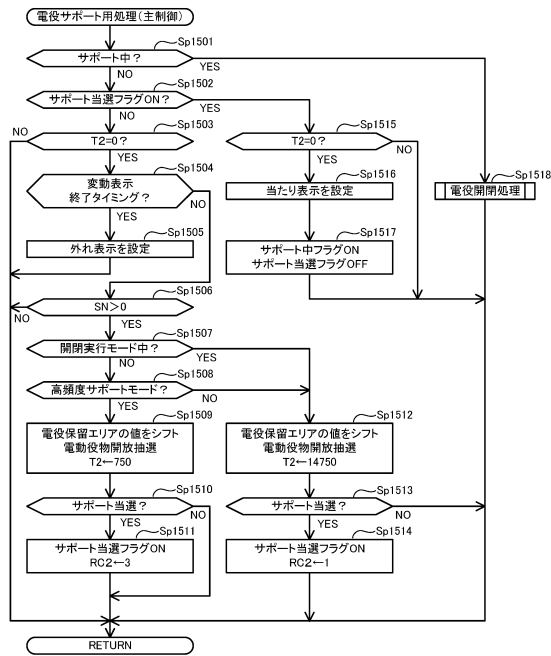 電役サポート用処理(主制御)
Sp1501
サポート中？
YES
NO
Sp1502
サポート当選フラグON？
YES
NO
Sp1503
NO
T2=0？
YES
Sp1515
T2=0？
NO
YES
Sp1504
変動表示
終了タイミング？
NO
YES
Sp1516
当たり表示を設定
Sp1518
電役開閉処理
Sp1505
外れ表示を設定
Sp1517
サポート中フラグON
サポート当選フラグOFF
Sp1506
SN＞0
NO
YES
Sp1507
開閉実行モード中？
YES
NO
Sp1508
高頻度サポートモード？
NO
YES
Sp1509
電役保留エリアの値をシフト
電動役物開放抽選
T2←750
Sp1512
電役保留エリアの値をシフト
電動役物開放抽選
T2←14750
Sp1510
サポート当選？
NO
YES
Sp1513
サポート当選？
NO
YES
Sp1511
サポート当選フラグON
RC2←3
Sp1514
サポート当選フラグON
RC2←1
RETURN